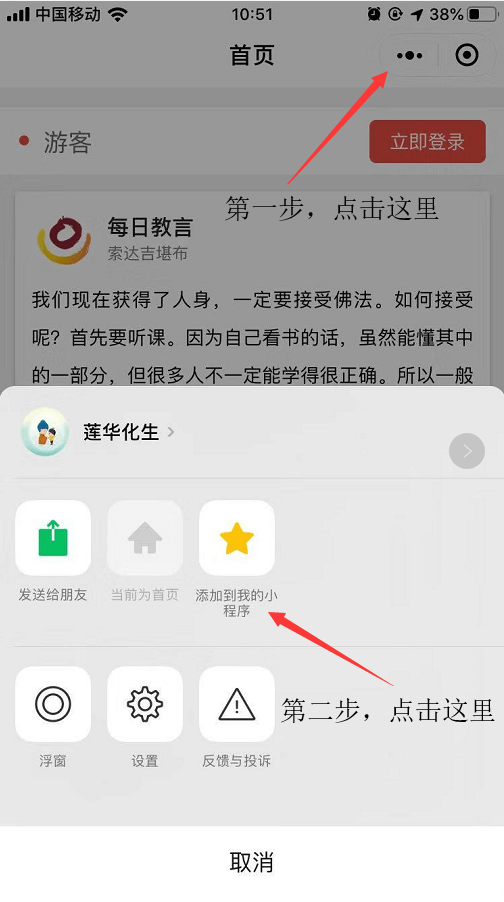 中国移动 10:51 38%
首页
游客 立即登录
第一步，点击这里
每日教言
索达吉堪布
我们现在获得了人身，一定要接受佛法。如何接受
呢？首先要听课。因为自己看书的话，虽然能懂其中
的一部分，但很多人不一定能学得很正确。所以一般
莲华化生
发送给朋友 当前为首页 添加到我的小
程序
第二步，点击这里
浮窗 设置 反馈与投诉
取消